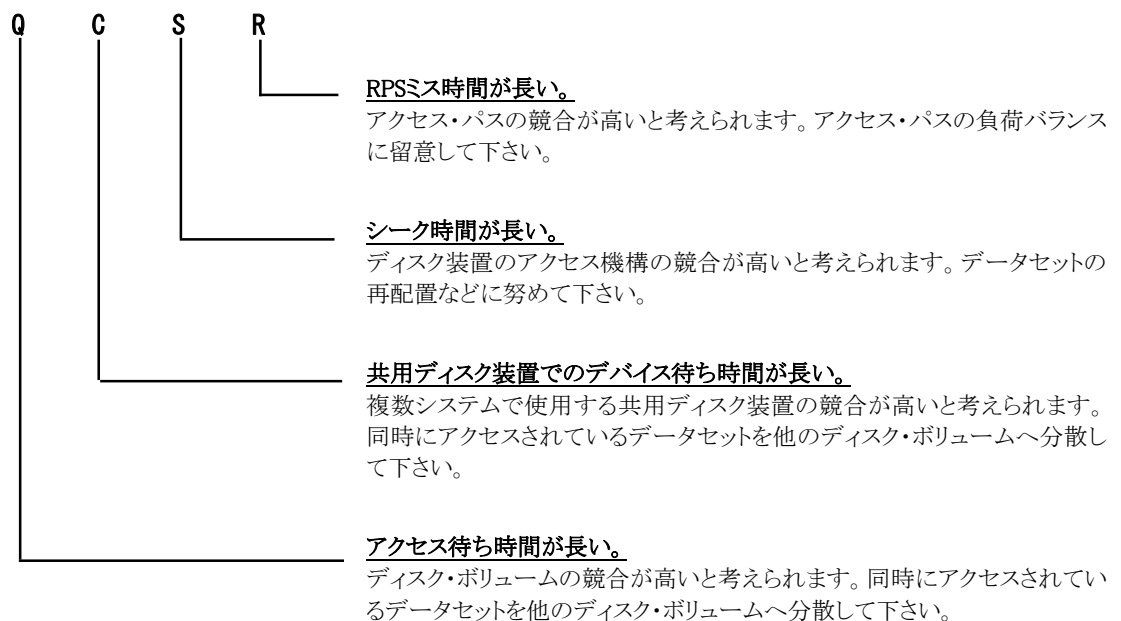 Q C S R
RPSミス時間が長い。
アクセス・パスの競合が高いと考えられます。アクセス・パスの負荷バランス
に留意して下さい。
シーク時間が長い。
ディスク装置のアクセス機構の競合が高いと考えられます。データセットの
再配置などに努めて下さい。
共用ディスク装置でのデバイス待ち時間が長い。
複数システムで使用する共用ディスク装置の競合が高いと考えられます。
同時にアクセスされているデータセットを他のディスク・ボリュームへ分散し
て下さい。
アクセス待ち時間が長い。
ディスク・ボリュームの競合が高いと考えられます。同時にアクセスされてい
るデータセットを他のディスク・ボリュームへ分散して下さい。